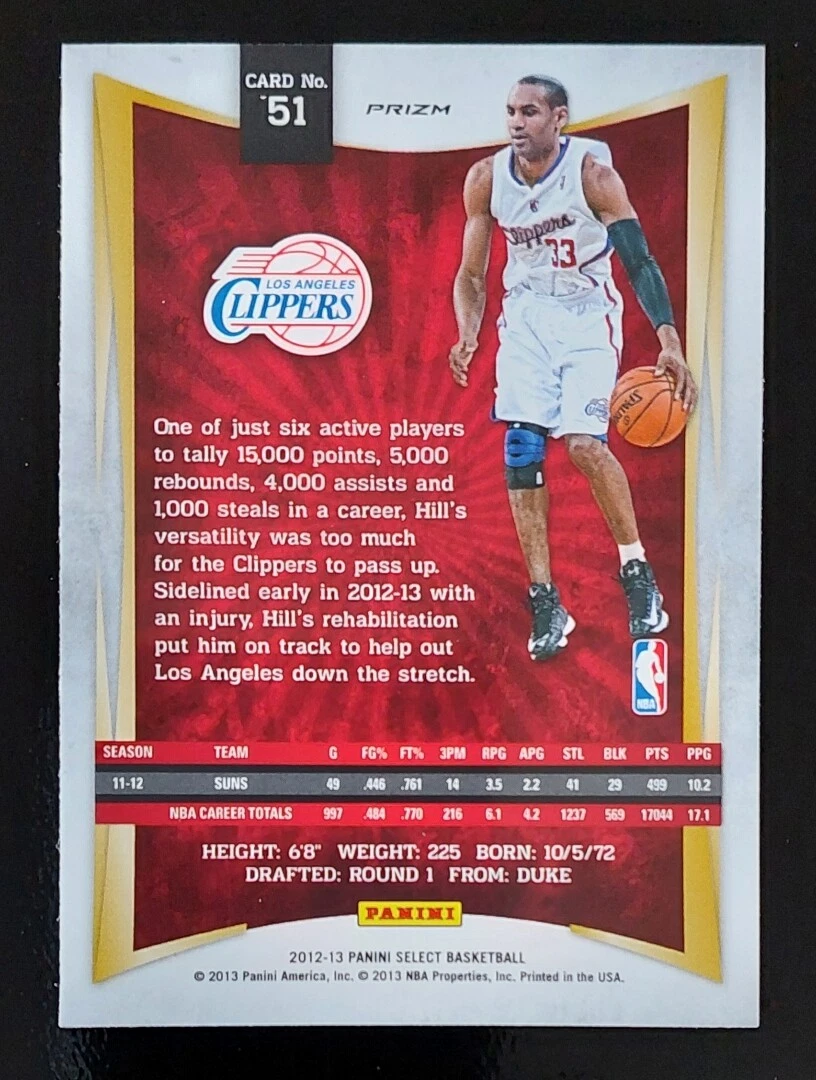 CARD No.
51
PRIZM
Clippers
33
LOS ANGELES
CLIPPERS
SPALDING
One of just six active players
to tally 15,000 points, 5,000
rebounds, 4,000 assists and
1,000 steals in a career, Hill's
versatility was too much
for the Clippers to pass up.
Sidelined early in 2012-13 with
an injury, Hill's rehabilitation
put him on track to help out
Los Angeles down the stretch.
NBA
SEASON TEAM G FG% FT% 3PM RPG APG STL BLK PTS PPG
11-12 SUNS 49 .446 .761 14 3.5 2.2 41 29 499 10.2
NBA CAREER TOTALS 997 .484 .770 216 6.1 4.2 1237 569 17044 17.1
HEIGHT: 6'8" WEIGHT: 225 BORN: 10/5/72
DRAFTED: ROUND 1 FROM: DUKE
PANINI
2012-13 PANINI SELECT BASKETBALL
© 2013 Panini America, Inc. © 2013 NBA Properties, Inc. Printed in the USA.